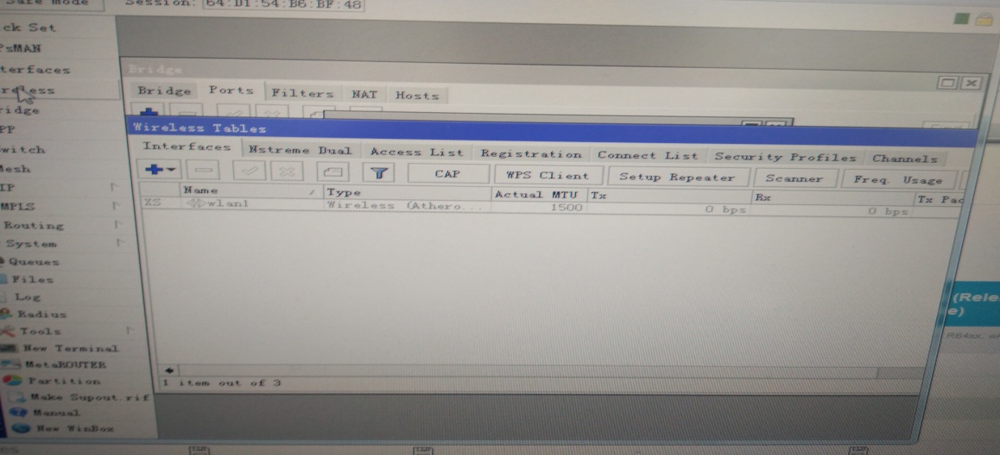 Safe Mode Session: 64:D1:54:B6:BF:48
ck Set
PsMAN
terfaces
reless
ridge
PP
witch
Mesh
IP
MPLS
Routing
System
Queues
Files
Log
Radius
Tools
New Terminal
MetaROUTER
Partition
Make Supout.rif
Manual
New WinBox
Bridge
Bridge Ports Filters NAT Hosts
Wireless Tables
Interfaces Nstreme Dual Access List Registration Connect List Security Profiles Channels
CAP WPS Client Setup Repeater Scanner Freq. Usage
Name / Type Actual MTU Tx Rx Tx Pac
XS wlan1 Wireless (Athero... 1500 0 bps 0 bps
1 item out of 3
(Rele
e)